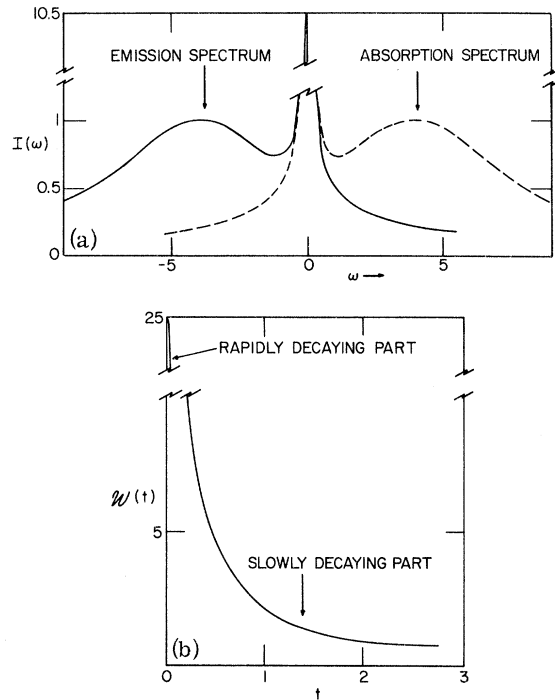 10.5
EMISSION SPECTRUM ABSORPTION SPECTRUM
1
I(ω)
0.5
(a)
0
-5 0 5
ω →
25
RAPIDLY DECAYING PART
𝒲(t)
5
SLOWLY DECAYING PART
(b)
0
0 1 2 3
t